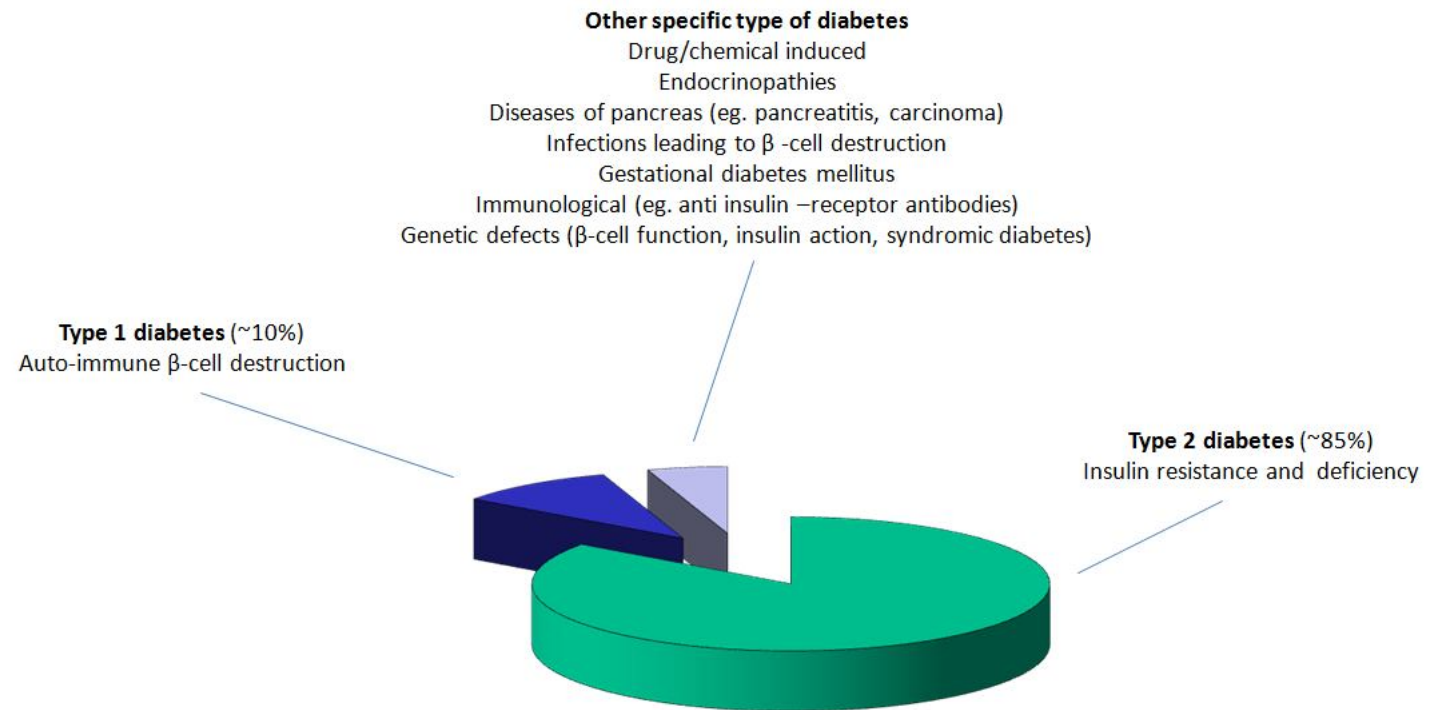 Other specific type of diabetes
Drug/chemical induced
Endocrinopathies
Diseases of pancreas (eg. pancreatitis, carcinoma)
Infections leading to β -cell destruction
Gestational diabetes mellitus
Immunological (eg. anti insulin –receptor antibodies)
Genetic defects (β-cell function, insulin action, syndromic diabetes)
Type 1 diabetes (~10%)
Auto-immune β-cell destruction
Type 2 diabetes (~85%)
Insulin resistance and deficiency